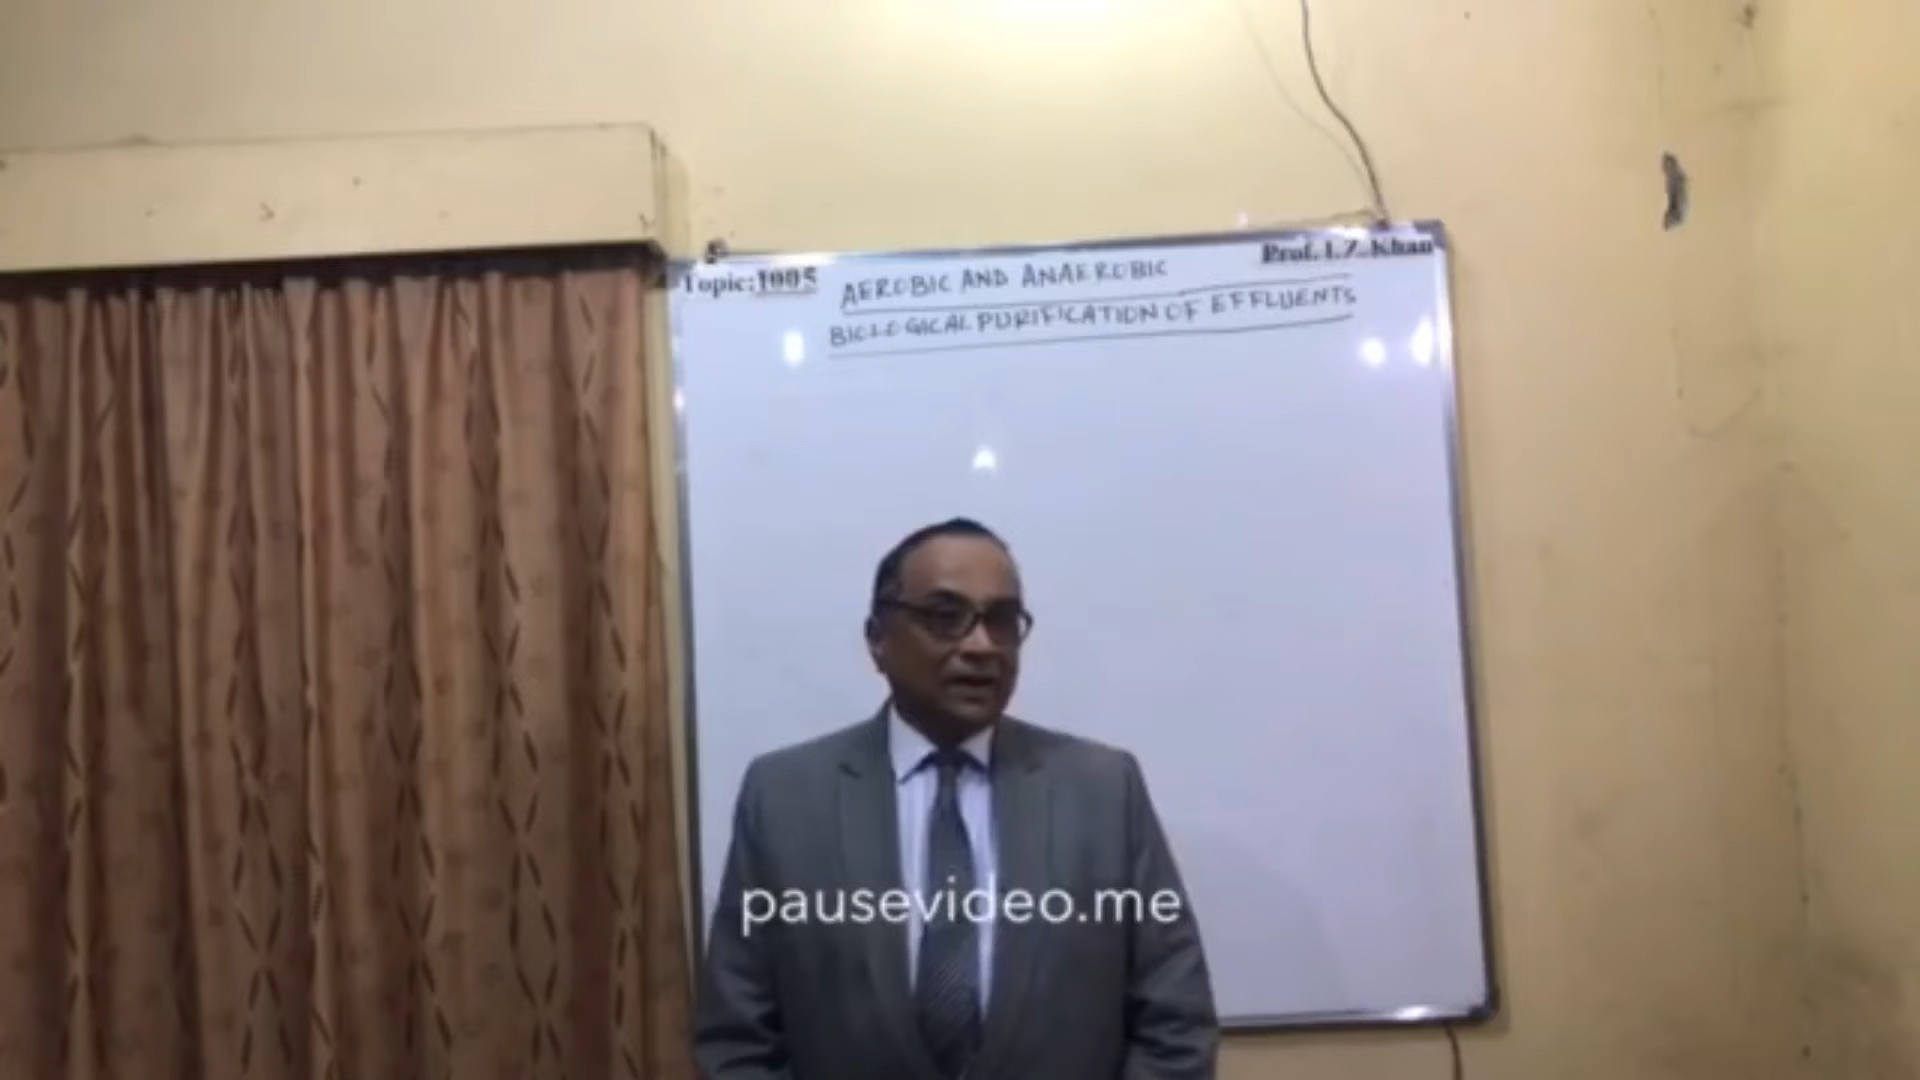 Topic:1005
Prof. I.Z. Khan
AEROBIC AND ANAEROBIC
BIOLOGICAL PURIFICATION OF EFFLUENTS
pausevideo.me